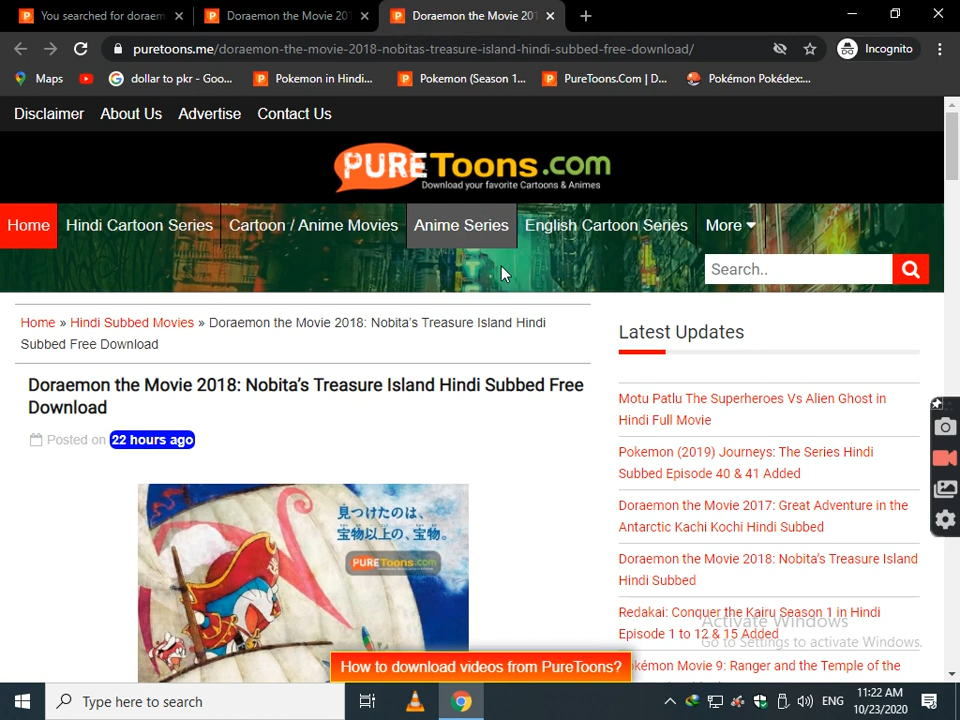 You searched for doraem
Doraemon the Movie 201
Doraemon the Movie 201
puretoons.me/doraemon-the-movie-2018-nobitas-treasure-island-hindi-subbed-free-download/
Incognito
Maps
dollar to pkr - Goo...
Pokemon in Hindi...
Pokemon (Season 1...
PureToons.Com | D...
Pokémon Pokédex:...
Disclaimer
About Us
Advertise
Contact Us
PURETOONS.com
Download your favorite Cartoons & Animes
Home
Hindi Cartoon Series
Cartoon / Anime Movies
Anime Series
English Cartoon Series
More
Search..
Home » Hindi Subbed Movies » Doraemon the Movie 2018: Nobita’s Treasure Island Hindi
Subbed Free Download
Doraemon the Movie 2018: Nobita’s Treasure Island Hindi Subbed Free
Download
Posted on 22 hours ago
見つけたのは、
宝物以上の、宝物。
PURETOONS.com
How to download videos from PureToons?
Latest Updates
Motu Patlu The Superheroes Vs Alien Ghost in
Hindi Full Movie
Pokemon (2019) Journeys: The Series Hindi
Subbed Episode 40 & 41 Added
Doraemon the Movie 2017: Great Adventure in the
Antarctic Kachi Kochi Hindi Subbed
Doraemon the Movie 2018: Nobita’s Treasure Island
Hindi Subbed
Redakai: Conquer the Kairu Season 1 in Hindi
Episode 1 to 12 & 15 Added
Pokémon Movie 9: Ranger and the Temple of the
Activate Windows
Go to Settings to activate Windows.
Type here to search
ENG
11:22 AM
10/23/2020